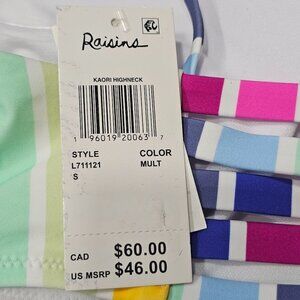 Raisins
KAORI HIGHNECK
1 96019 20063 7
STYLE COLOR
L711121 MULT
S
CAD $60.00
US MSRP $46.00